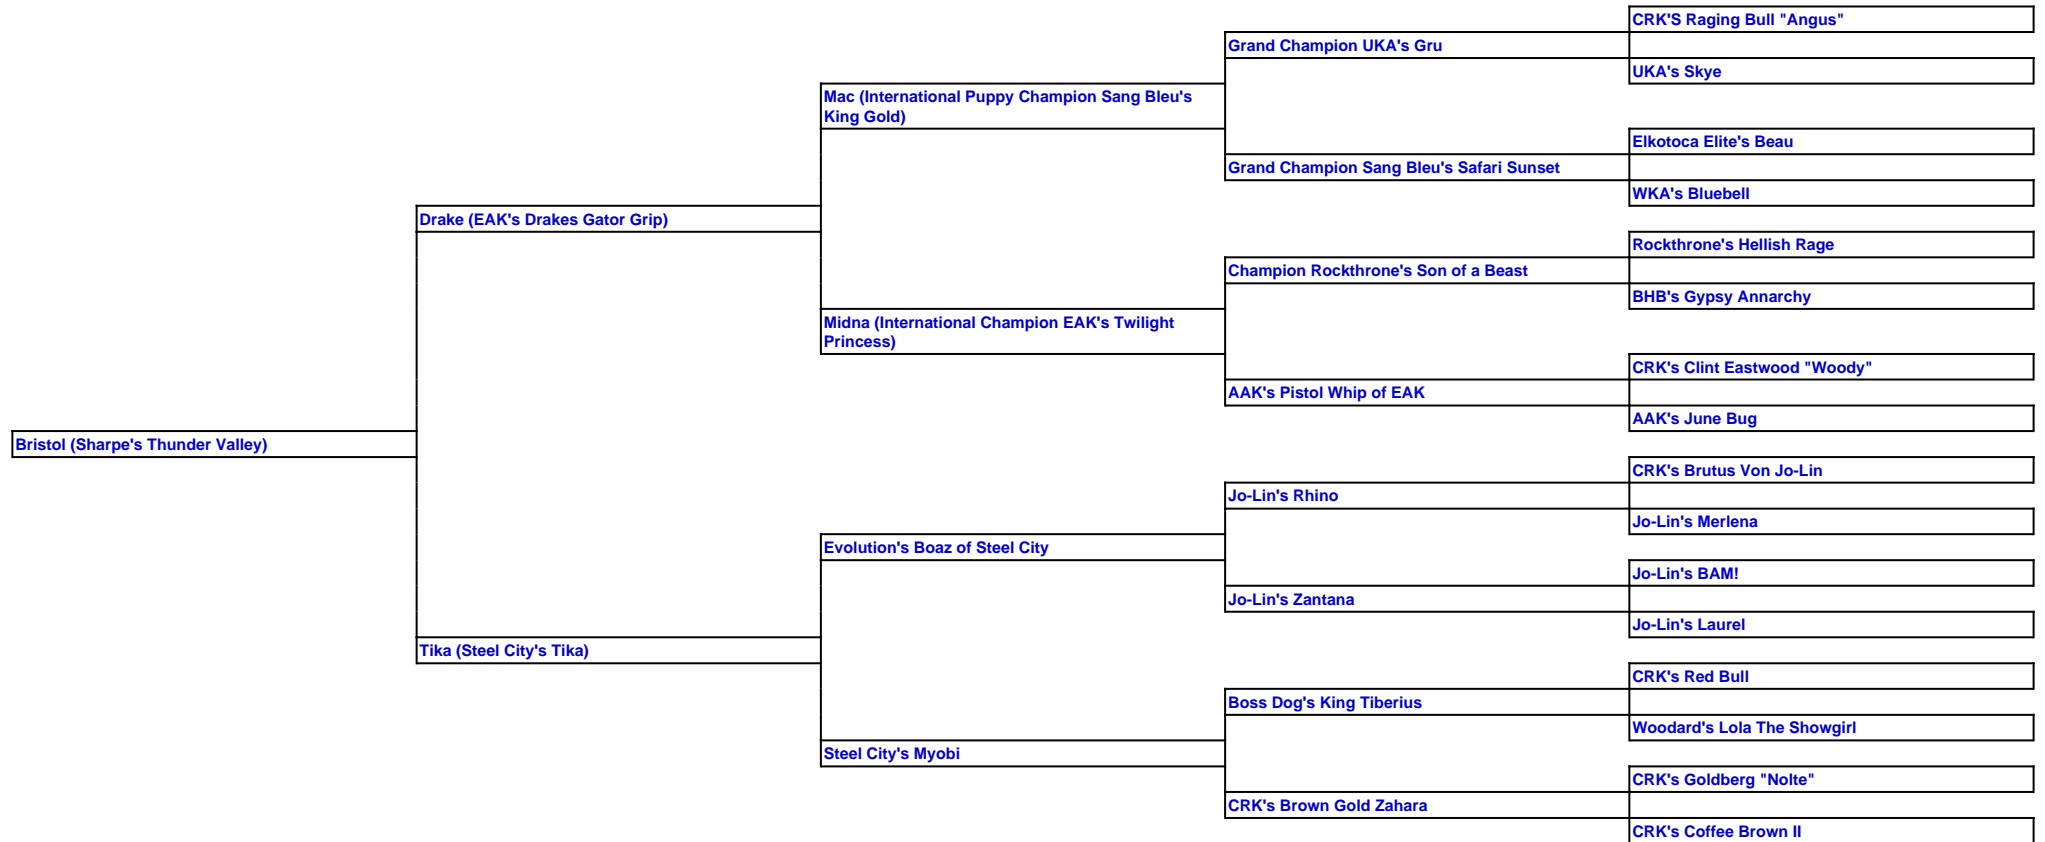 CRK'S Raging Bull "Angus"
Grand Champion UKA's Gru
UKA's Skye
Mac (International Puppy Champion Sang Bleu's
King Gold)
Elkotoca Elite's Beau
Grand Champion Sang Bleu's Safari Sunset
WKA's Bluebell
Drake (EAK's Drakes Gator Grip)
Rockthrone's Hellish Rage
Champion Rockthrone's Son of a Beast
BHB's Gypsy Annarchy
Midna (International Champion EAK's Twilight
Princess)
CRK's Clint Eastwood "Woody"
AAK's Pistol Whip of EAK
AAK's June Bug
Bristol (Sharpe's Thunder Valley)
CRK's Brutus Von Jo-Lin
Jo-Lin's Rhino
Jo-Lin's Merlena
Evolution's Boaz of Steel City
Jo-Lin's BAM!
Jo-Lin's Zantana
Jo-Lin's Laurel
Tika (Steel City's Tika)
CRK's Red Bull
Boss Dog's King Tiberius
Woodard's Lola The Showgirl
Steel City's Myobi
CRK's Goldberg "Nolte"
CRK's Brown Gold Zahara
CRK's Coffee Brown II